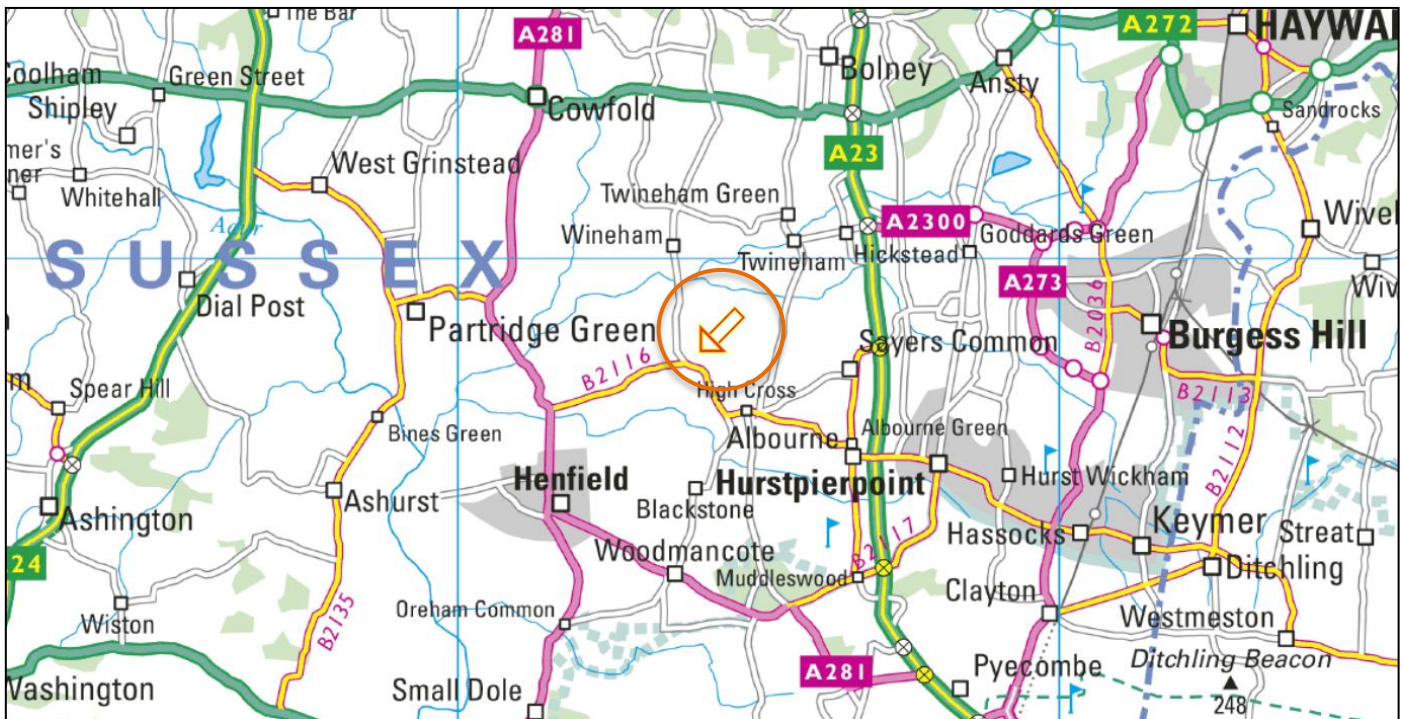 The Bar
A281
A272
HAYWA
Coolham
Green Street
Bolney
Ansty
Shipley
Cowfold
Sandrocks
mer's
ner
West Grinstead
A23
Whitehall
Twineham Green
Wivel
Adur
Wineham
A2300
Goddards Green
SUSSEX
Twineham
Hickstead
Wiv
A273
B2036
Dial Post
Partridge Green
Sayers Common
Burgess Hill
B2116
m
Spear Hill
High Cross
B2113
Bines Green
Albourne
Albourne Green
B2112
Henfield
Hurstpierpoint
Hurst Wickham
Ashurst
Blackstone
Ashington
Keymer
Hassocks
Streat
24
Woodmancote
B2117
Muddleswood
Ditchling
Clayton
Oreham Common
Wiston
B2135
Westmeston
A281
Pyecombe
Ditchling Beacon
Washington
Small Dole
248